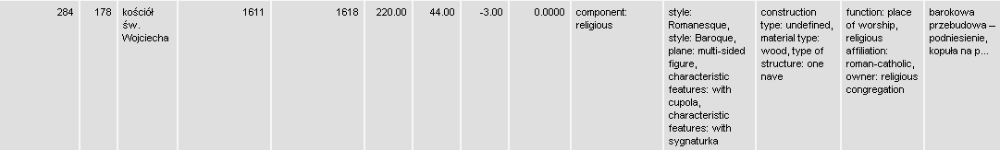 284 178 kościół 1611 1618 220.00 44.00 -3.00 0.0000 component: style: construction function: place barokowa
św. religious Romanesque, type: undefined, of worship, przebudowa –
Wojciecha style: Baroque, material type: religious podniesienie,
plane: multi-sided wood, type of affiliation: kopuła na p...
figure, structure: one roman-catholic,
characteristic nave owner: religious
features: with congregation
cupola,
characteristic
features: with
sygnaturka